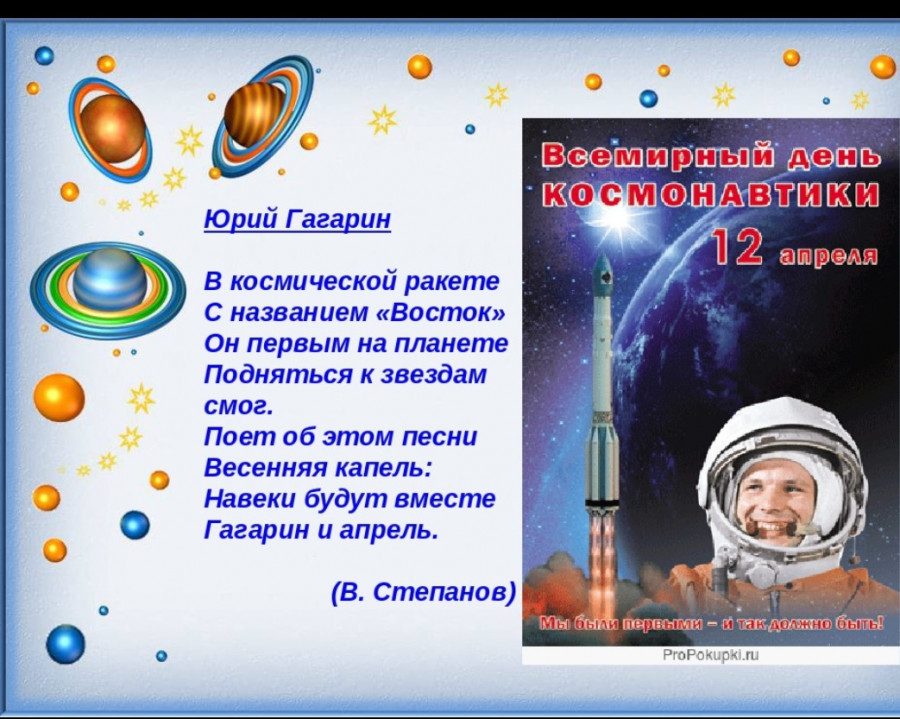 Юрий Гагарин
В космической ракете
С названием «Восток»
Он первым на планете
Подняться к звездам
смог.
Поет об этом песни
Весенняя капель:
Навеки будут вместе
Гагарин и апрель.
(В. Степанов)
Всемирный день
КОСМОНАВТИКИ
12 апреля
Мы были первыми – и так должно быть!
ProPokupki.ru